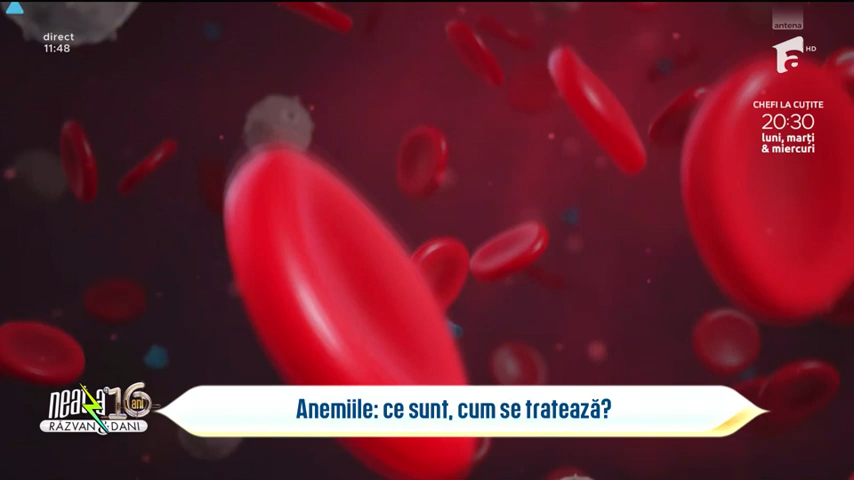 direct
11:48
antena
a HD
CHEFI LA CUȚITE
20:30
luni, marți
& miercuri
neatza
16 ani
RĂZVAN & DANI
Anemiile: ce sunt, cum se tratează?